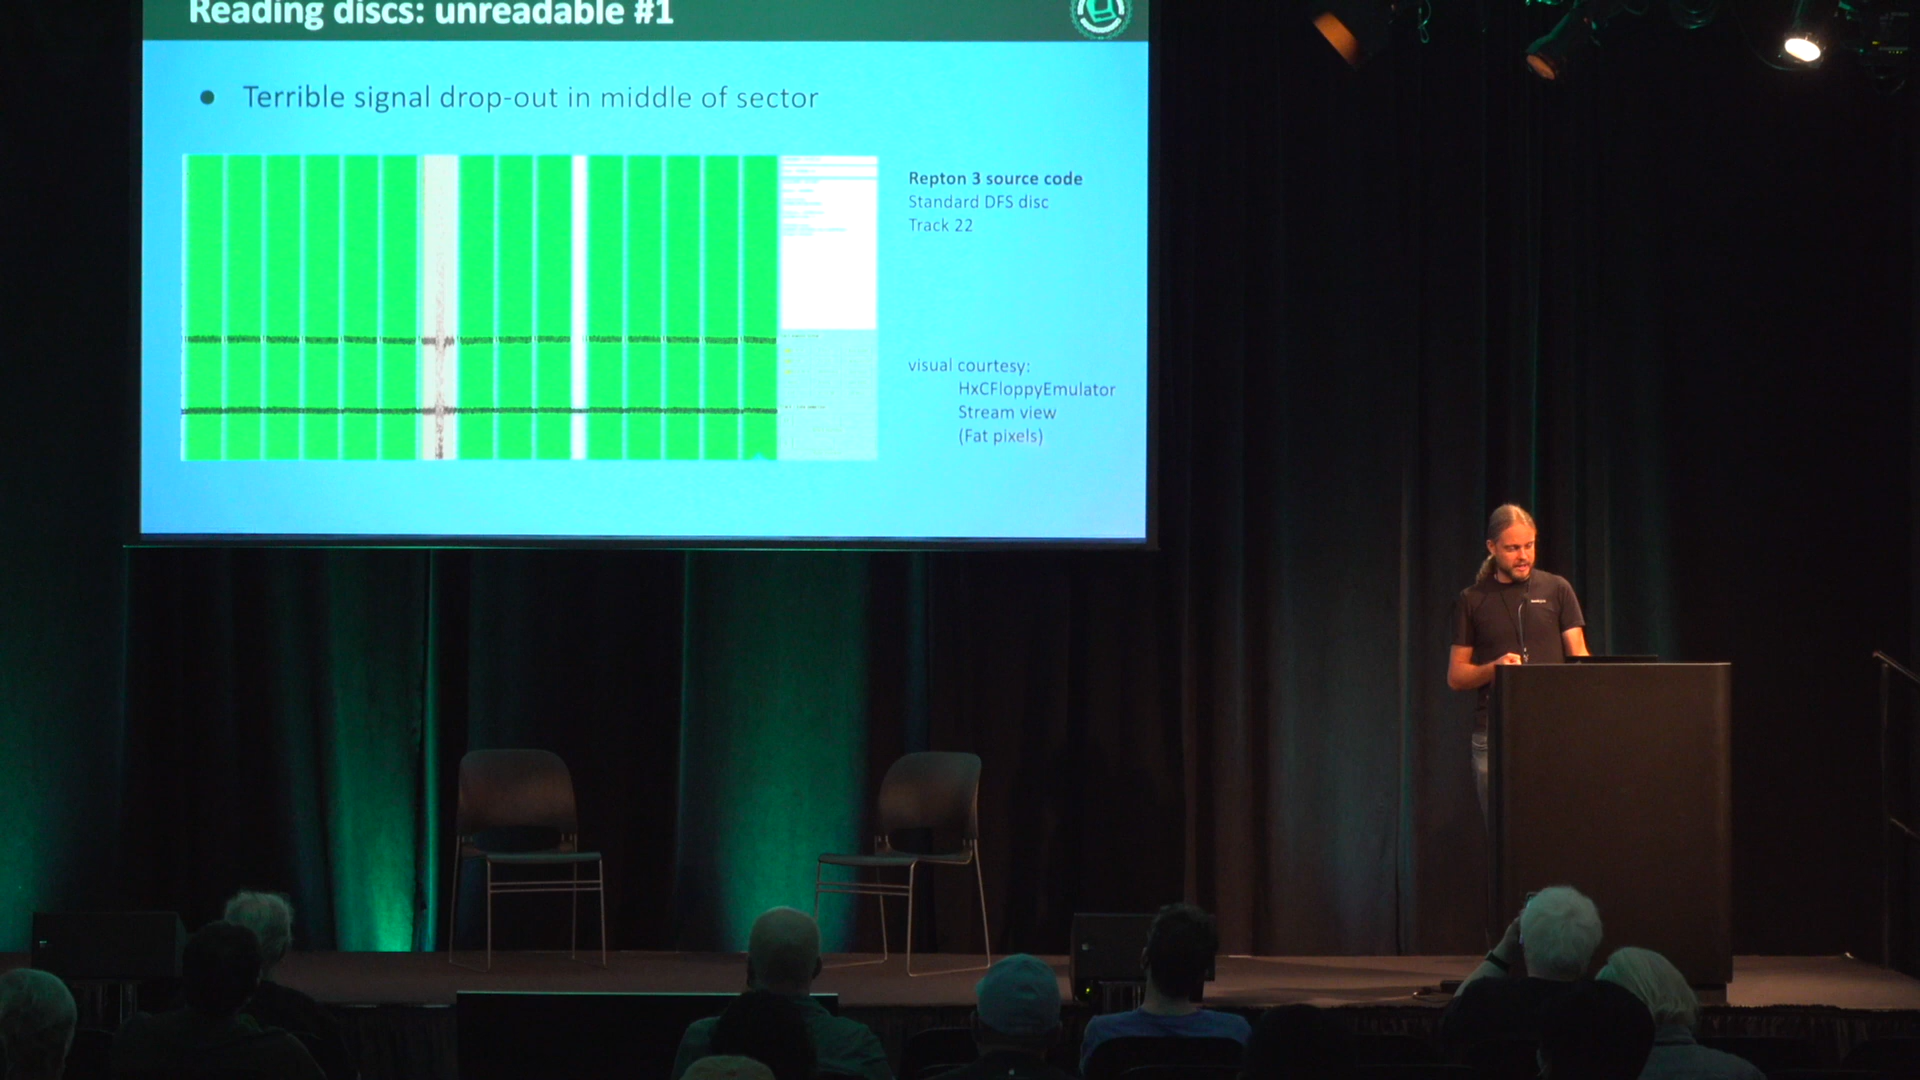 Reading discs: unreadable #1
● Terrible signal drop-out in middle of sector
Repton 3 source code
Standard DFS disc
Track 22
visual courtesy:
HxCFloppyEmulator
Stream view
(Fat pixels)